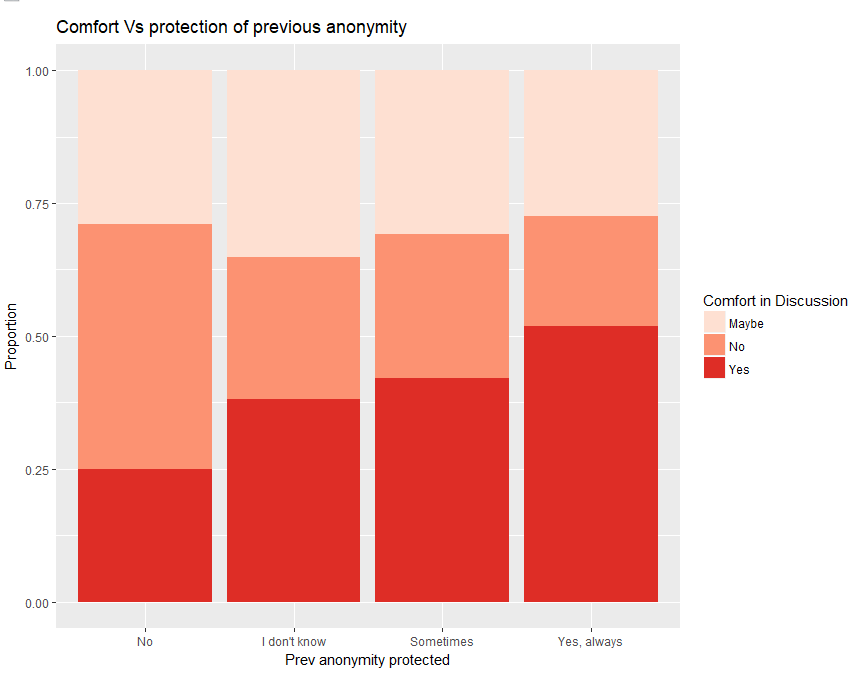 Comfort Vs protection of previous anonymity
1.00
0.75
0.50
0.25
0.00
Proportion
No
I don't know
Sometimes
Yes, always
Prev anonymity protected
Comfort in Discussion
Maybe
No
Yes